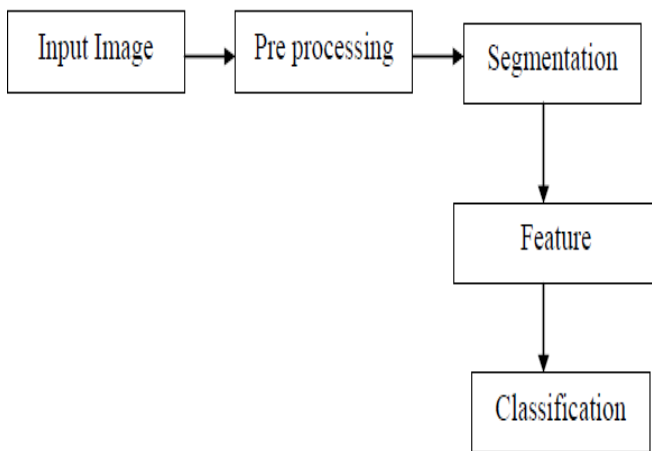 Input Image
Pre processing
Segmentation
Feature
Classification